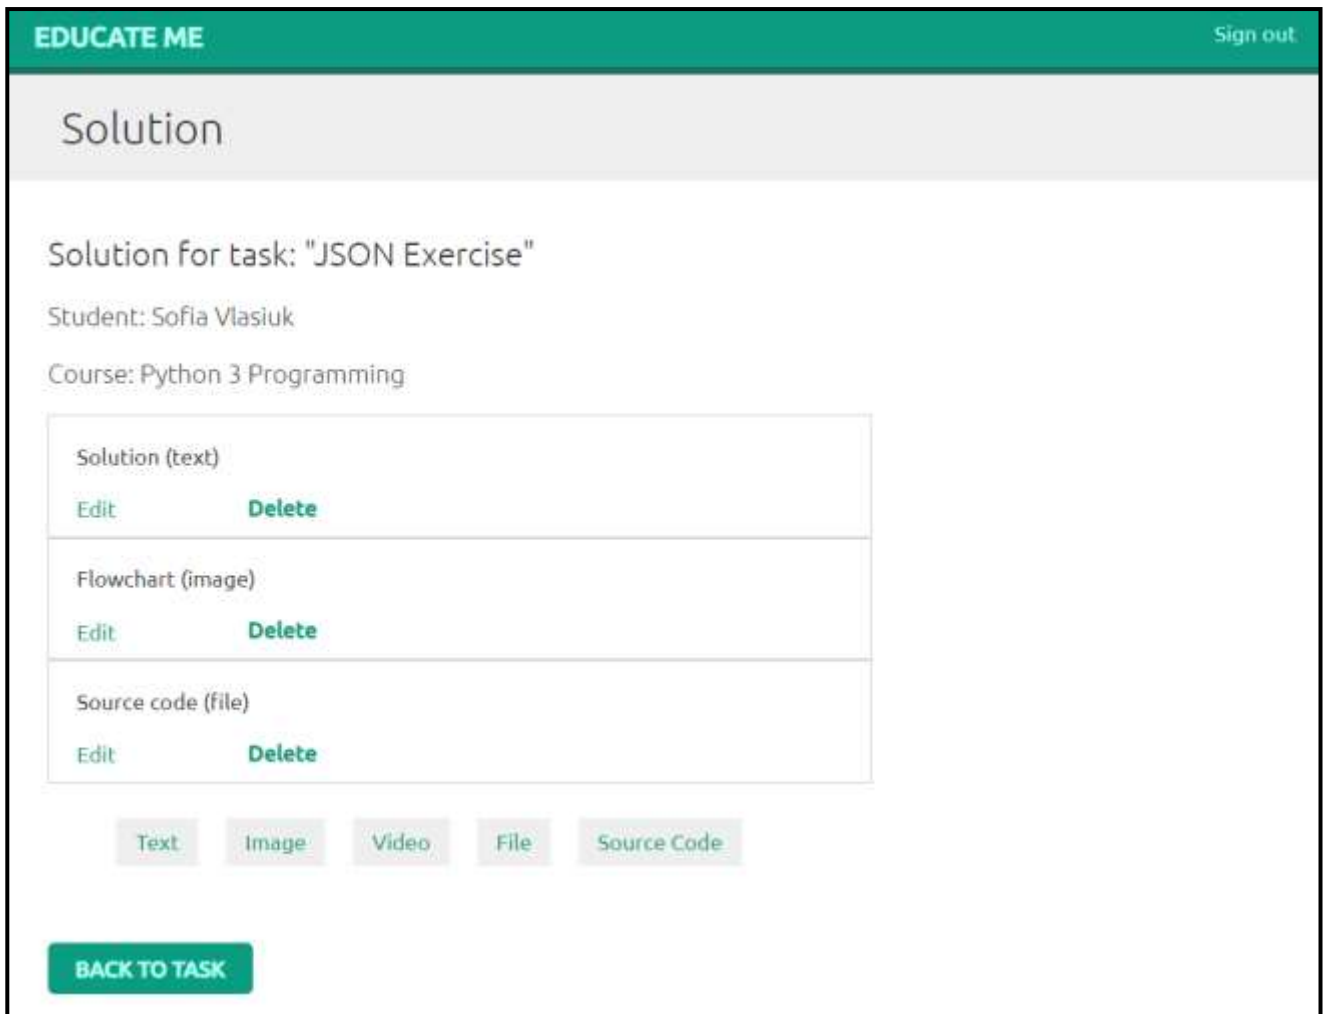 EDUCATE ME
Sign out
Solution
Solution for task: "JSON Exercise"
Student: Sofia Vlasiuk
Course: Python 3 Programming
Solution (text)
Edit Delete
Flowchart (image)
Edit Delete
Source code (file)
Edit Delete
Text Image Video File Source Code
BACK TO TASK